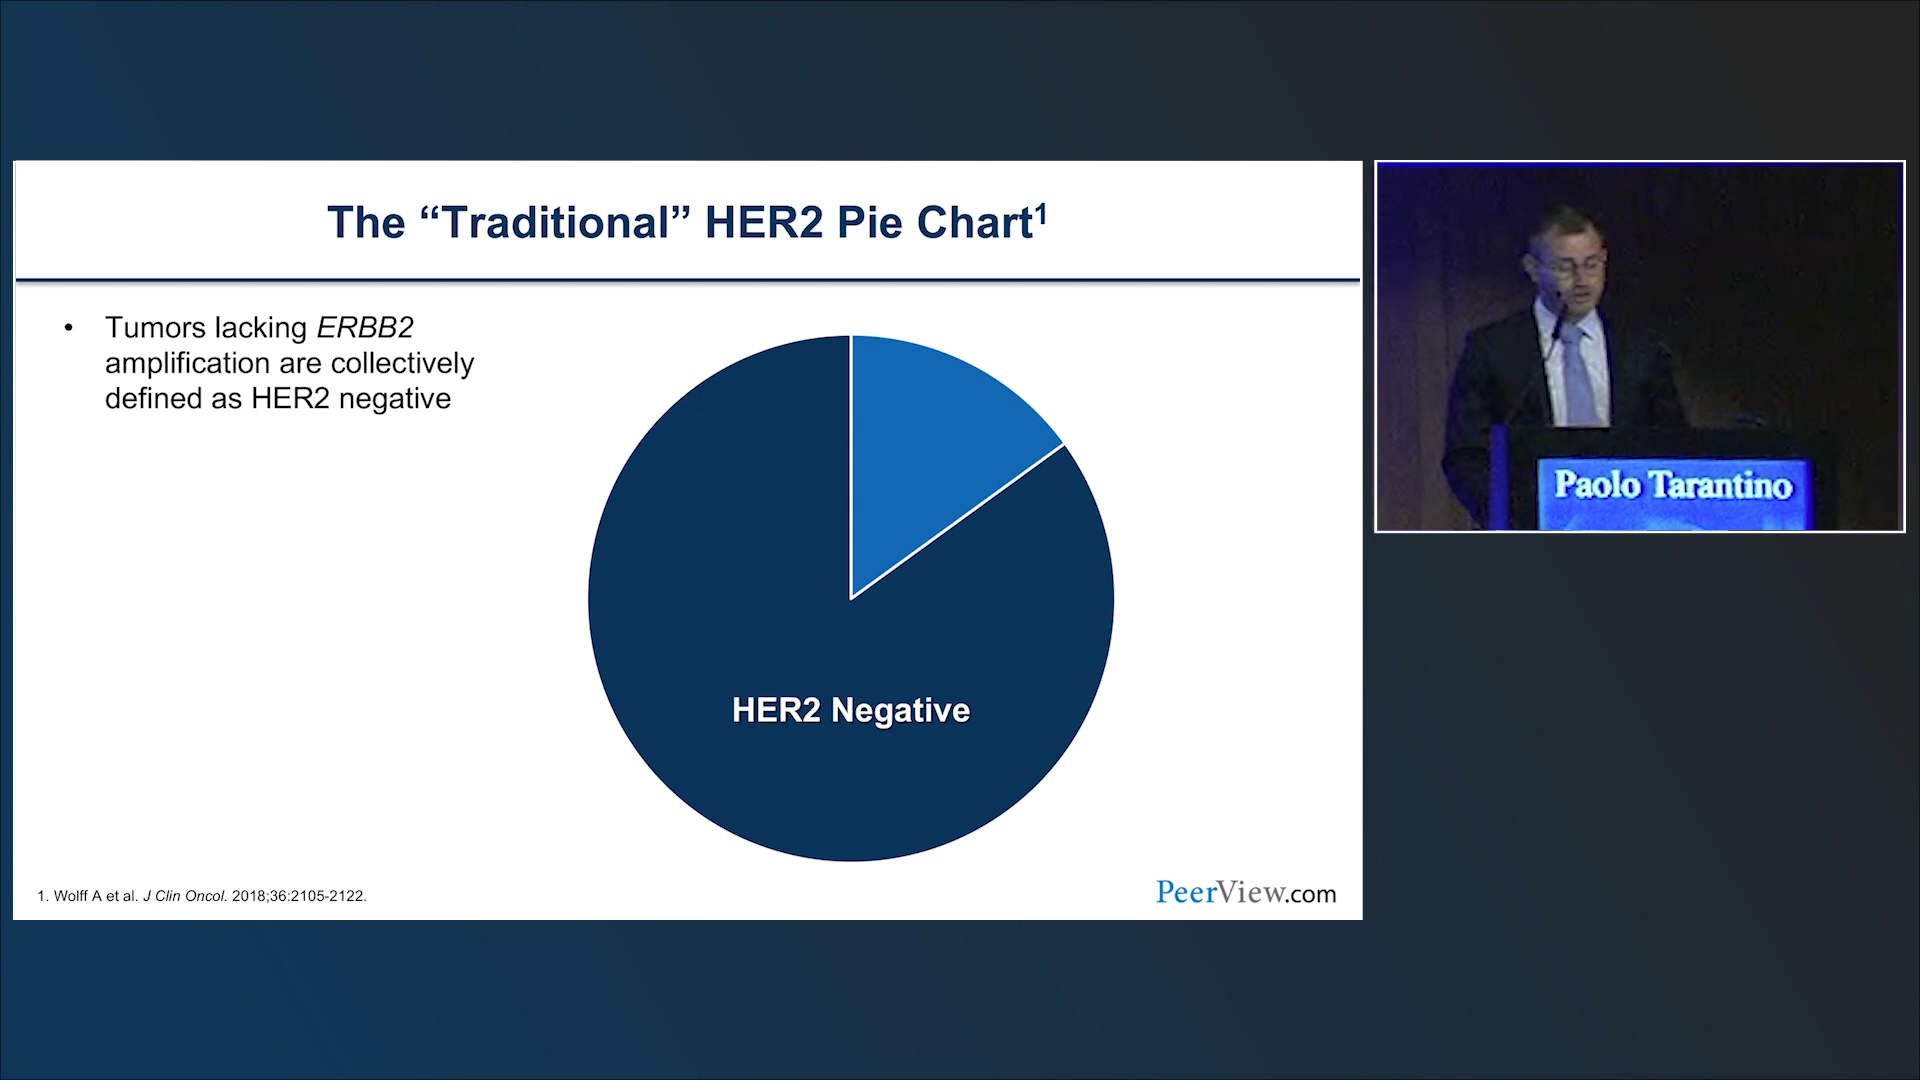 The “Traditional” HER2 Pie Chart¹
• Tumors lacking ERBB2
amplification are collectively
defined as HER2 negative
HER2 Negative
1. Wolff A et al. J Clin Oncol. 2018;36:2105-2122.
PeerView.com
Paolo Tarantino